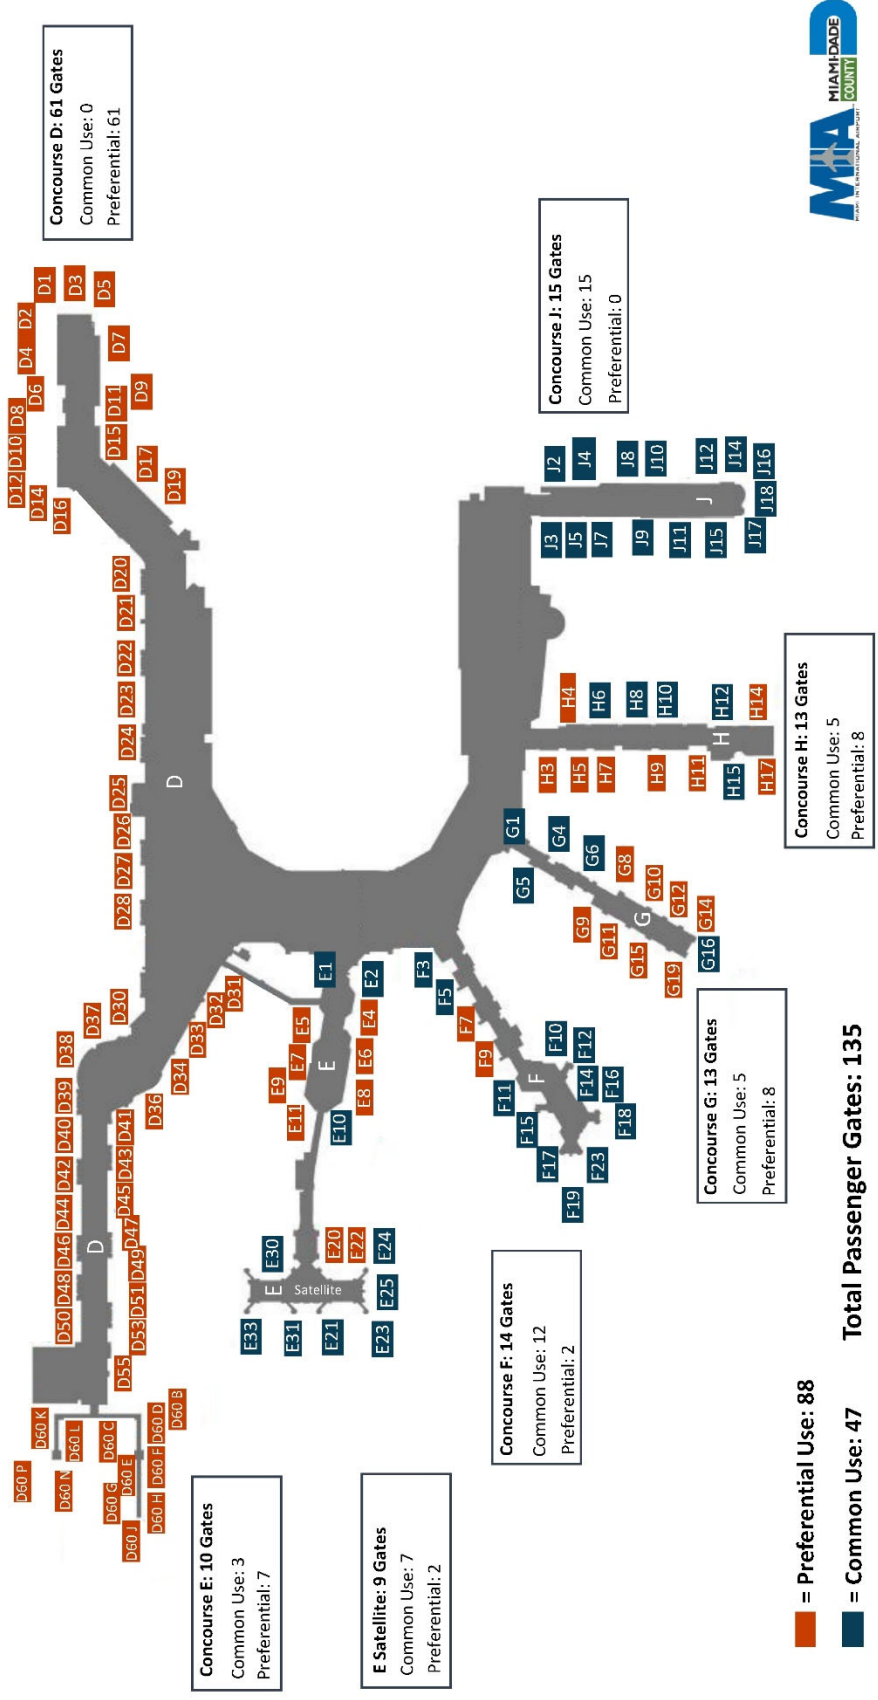 Concourse D: 61 Gates
Common Use: 0
Preferential: 61
D60 P
D60 K
D60 N
D60 L
D60 C
D60 G
D60 E
D60 D
D60 B
D60 J
D60 H
D60 F
D55
D53
D51
D49
D47
D45
D43
D41
D50
D48
D46
D44
D42
D40
D39
D38
D37
D30
D36
D34
D33
D32
D31
D28
D27
D26
D25
D24
D23
D22
D21
D20
D16
D14
D12
D10
D8
D6
D4
D2
D1
D3
D5
D7
D9
D11
D15
D17
D19
D
D
Concourse E: 10 Gates
Common Use: 3
Preferential: 7
E1
E2
E5
E4
E7
E6
E9
E8
E11
E10
E
E Satellite: 9 Gates
Common Use: 7
Preferential: 2
E33
E30
E31
E20
E21
E22
E23
E24
E25
E
Satellite
Concourse F: 14 Gates
Common Use: 12
Preferential: 2
F3
F5
F7
F9
F11
F10
F12
F15
F14
F16
F17
F18
F19
F23
F
Concourse G: 13 Gates
Common Use: 5
Preferential: 8
G1
G5
G4
G6
G9
G8
G11
G10
G15
G12
G19
G14
G16
G
Concourse H: 13 Gates
Common Use: 5
Preferential: 8
H3
H4
H5
H6
H7
H8
H9
H10
H11
H12
H15
H14
H17
H
Concourse J: 15 Gates
Common Use: 15
Preferential: 0
J3
J2
J5
J4
J7
J8
J9
J10
J11
J12
J15
J14
J17
J16
J18
J
= Preferential Use: 88
= Common Use: 47
Total Passenger Gates: 135
MIA
MIAMI INTERNATIONAL AIRPORT
MIAMI-DADE
COUNTY